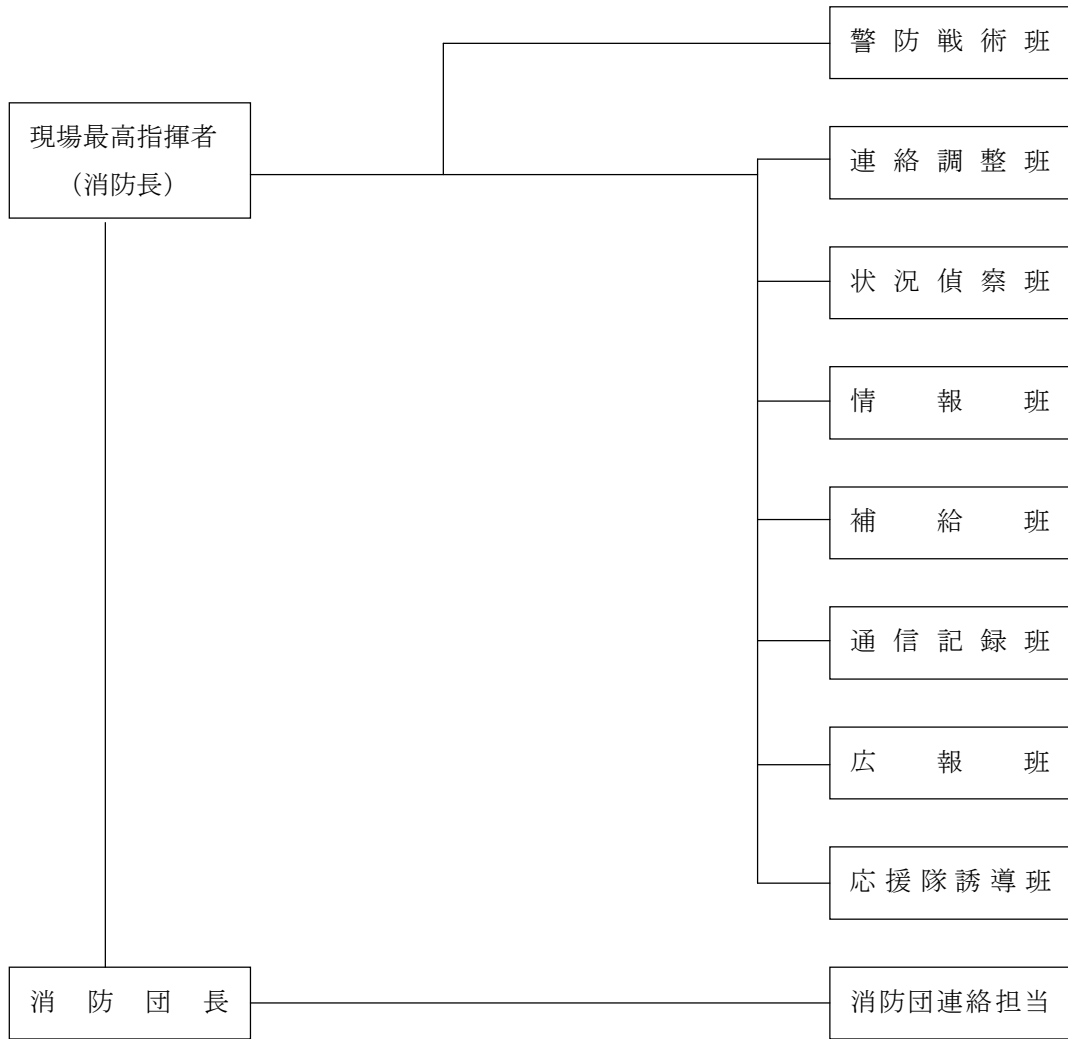 警防戦術班
現場最高指揮者
（消防長）
連絡調整班
状況偵察班
情報班
補給班
通信記録班
広報班
応援隊誘導班
消防団長
消防団連絡担当